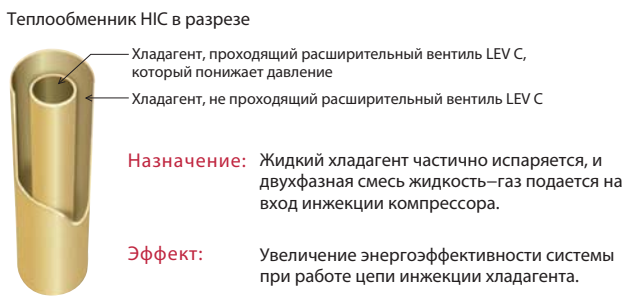 Теплообменник HIC в разрезе
Хладагент, проходящий расширительный вентиль LEV C,
который понижает давление
Хладагент, не проходящий расширительный вентиль LEV C
Назначение: Жидкий хладагент частично испаряется, и
двухфазная смесь жидкость–газ подается на
вход инжекции компрессора.
Эффект: Увеличение энергоэффективности системы
при работе цепи инжекции хладагента.